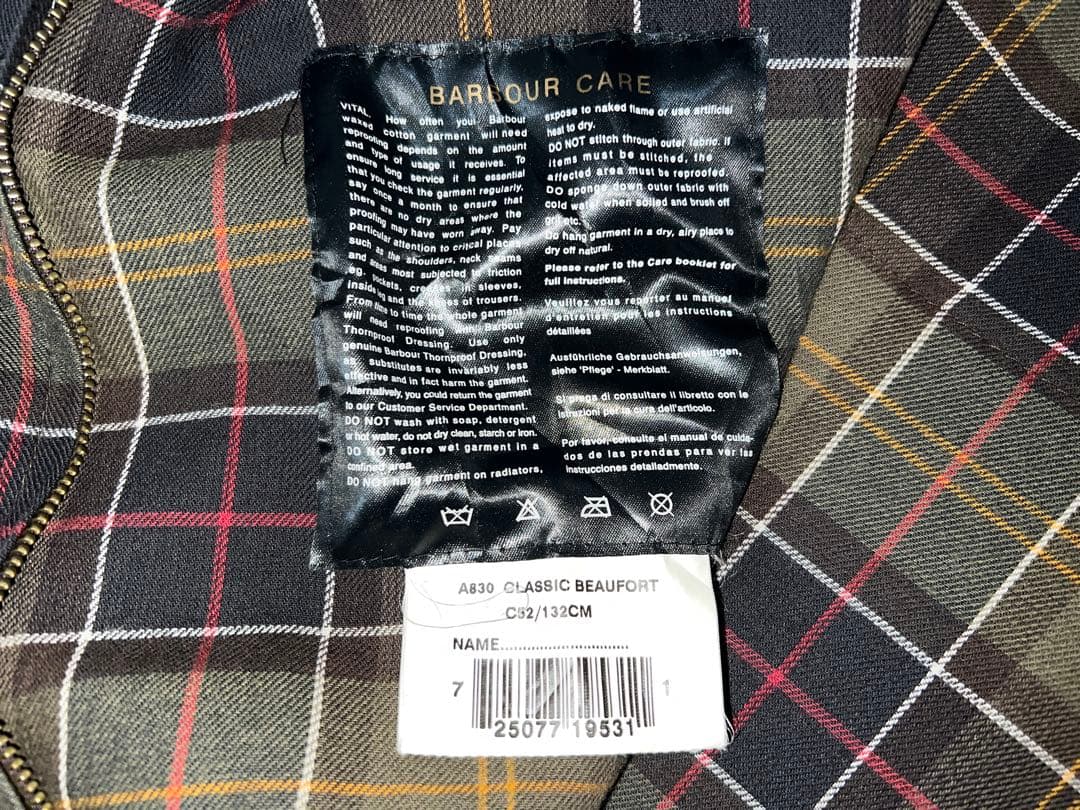 BARBOUR CARE
VITAL. How often your Barbour
waxed cotton garment will need
reproofing depends on the amount
and type of usage it receives. To
ensure long service it is essential
that you check the garment regularly,
say once a month to ensure that
there are no dry areas where the
proofing may have worn away. Pay
particular attention to critical places
such as the shoulders, neck seams
and areas most subjected to friction
eg. pockets, creases in sleeves,
inside leg and the knees of trousers.
From time to time the whole garment
will need reproofing with Barbour
Thornproof Dressing. Use only
genuine Barbour Thornproof Dressing,
as substitutes are invariably less
effective and in fact harm the garment.
Alternatively, you could return the garment
to our Customer Service Department.
DO NOT wash with soap, detergent
or hot water, do not dry clean, starch or iron.
DO NOT store wet garment in a
confined area.
DO NOT hang garment on radiators,
expose to naked flame or use artificial
heat to dry.
DO NOT stitch through outer fabric. If
items must be stitched, the
affected area must be reproofed.
DO sponge down outer fabric with
cold water when soiled and brush off
grit etc.
Do hang garment in a dry, airy place to
dry off natural.
Please refer to the Care booklet for
full instructions.
Veuillez vous reporter au manuel
d'entretien pour les instructions
détaillées
Ausführliche Gebrauchsanweisungen,
siehe 'Pflege' - Merkblatt.
Si prega di consultare il libretto con le
istruzioni per la cura dell'articolo.
Por favor, consulte el manual de cuida-
dos de las prendas para ver las
instrucciones detalladmente.
A830 CLASSIC BEAUFORT
C52/132CM
NAME..............................
7 25077 19531 1